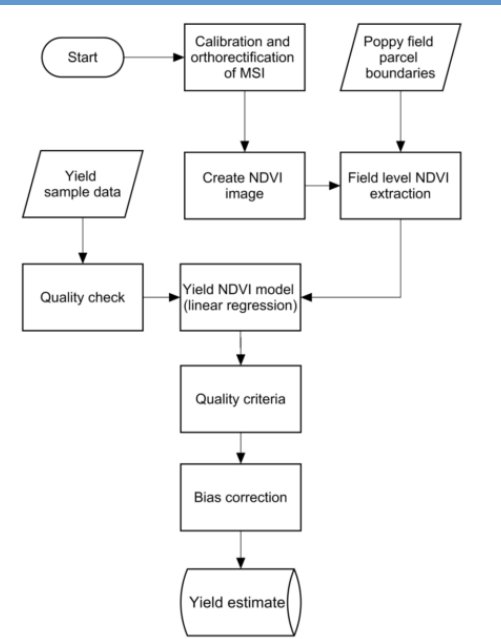 Start
Calibration and
orthorectification
of MSI
Poppy field
parcel
boundaries
Yield
sample data
Create NDVI
image
Field level NDVI
extraction
Quality check
Yield NDVI model
(linear regression)
Quality criteria
Bias correction
Yield estimate